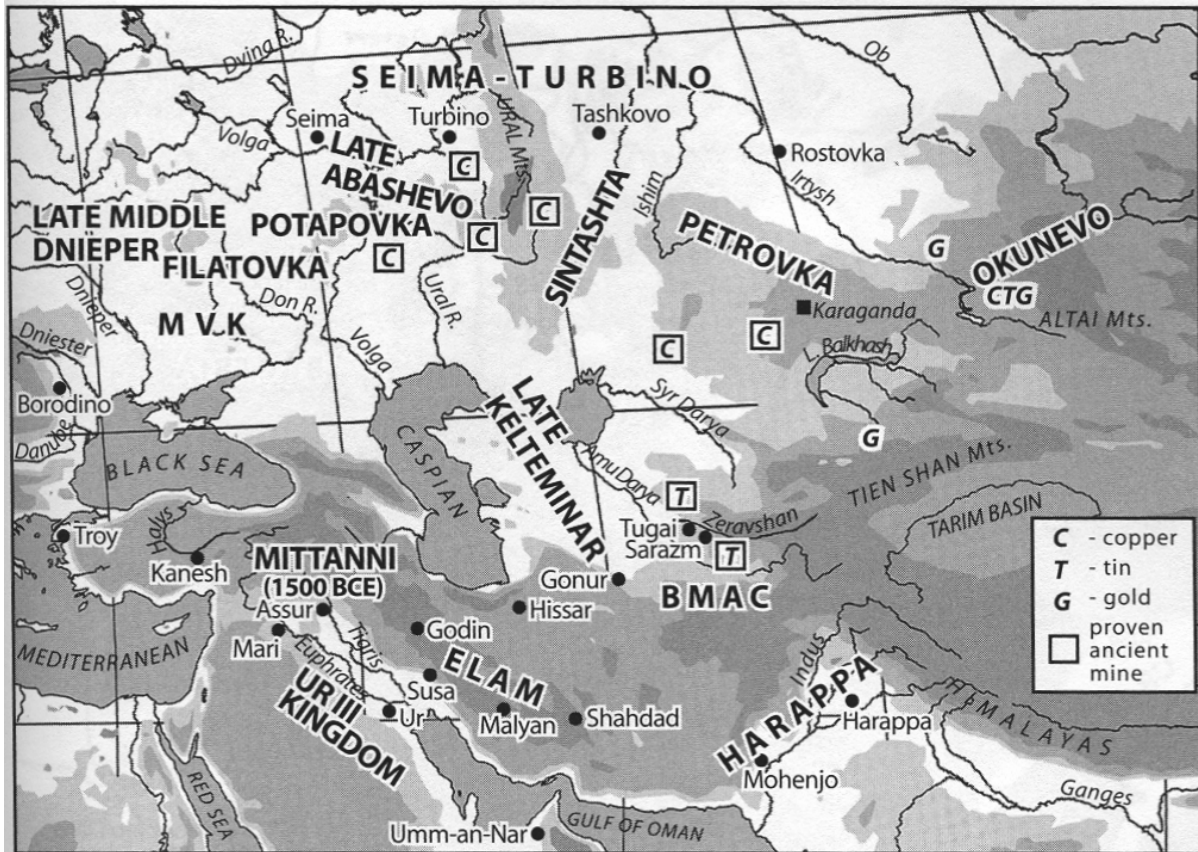 Dvina R.
SEIMA-TURBINO
Ob
Seima
Turbino
URAL Mts.
Tashkovo
Volga
LATE
ABASHEVO
C
Rostovka
Irtysh
Ishim
SINTASHTA
LATE MIDDLE
DNIEPER
POTAPOVKA
C
C
C
PETROVKA
G
OKUNEVO
FILATOVKA
Don R.
Ural R.
CTG
Dnieper
MVK
Karaganda
ALTAI Mts.
Dniester
Volga
C
C
L. Balkhash
Borodino
Syr Darya
LATE
KELTEMINAR
G
Danube
BLACK SEA
CASPIAN
Amu Darya
T
TIEN SHAN Mts.
TARIM BASIN
Troy
Halys
Kanesh
MITTANNI
(1500 BCE)
Tugai
Zeravshan
Sarazm
T
Gonur
BMAC
Assur
Hissar
Mari
Tigris
Godin
MEDITERRANEAN
Euphrates
ELAM
Susa
Indus
UR III
KINGDOM
Ur
Malyan
Shahdad
HARAPPA
Harappa
HIMALAYAS
Mohenjo
Ganges
RED SEA
Umm-an-Nar
GULF OF OMAN
C - copper
T - tin
G - gold
proven
ancient
mine